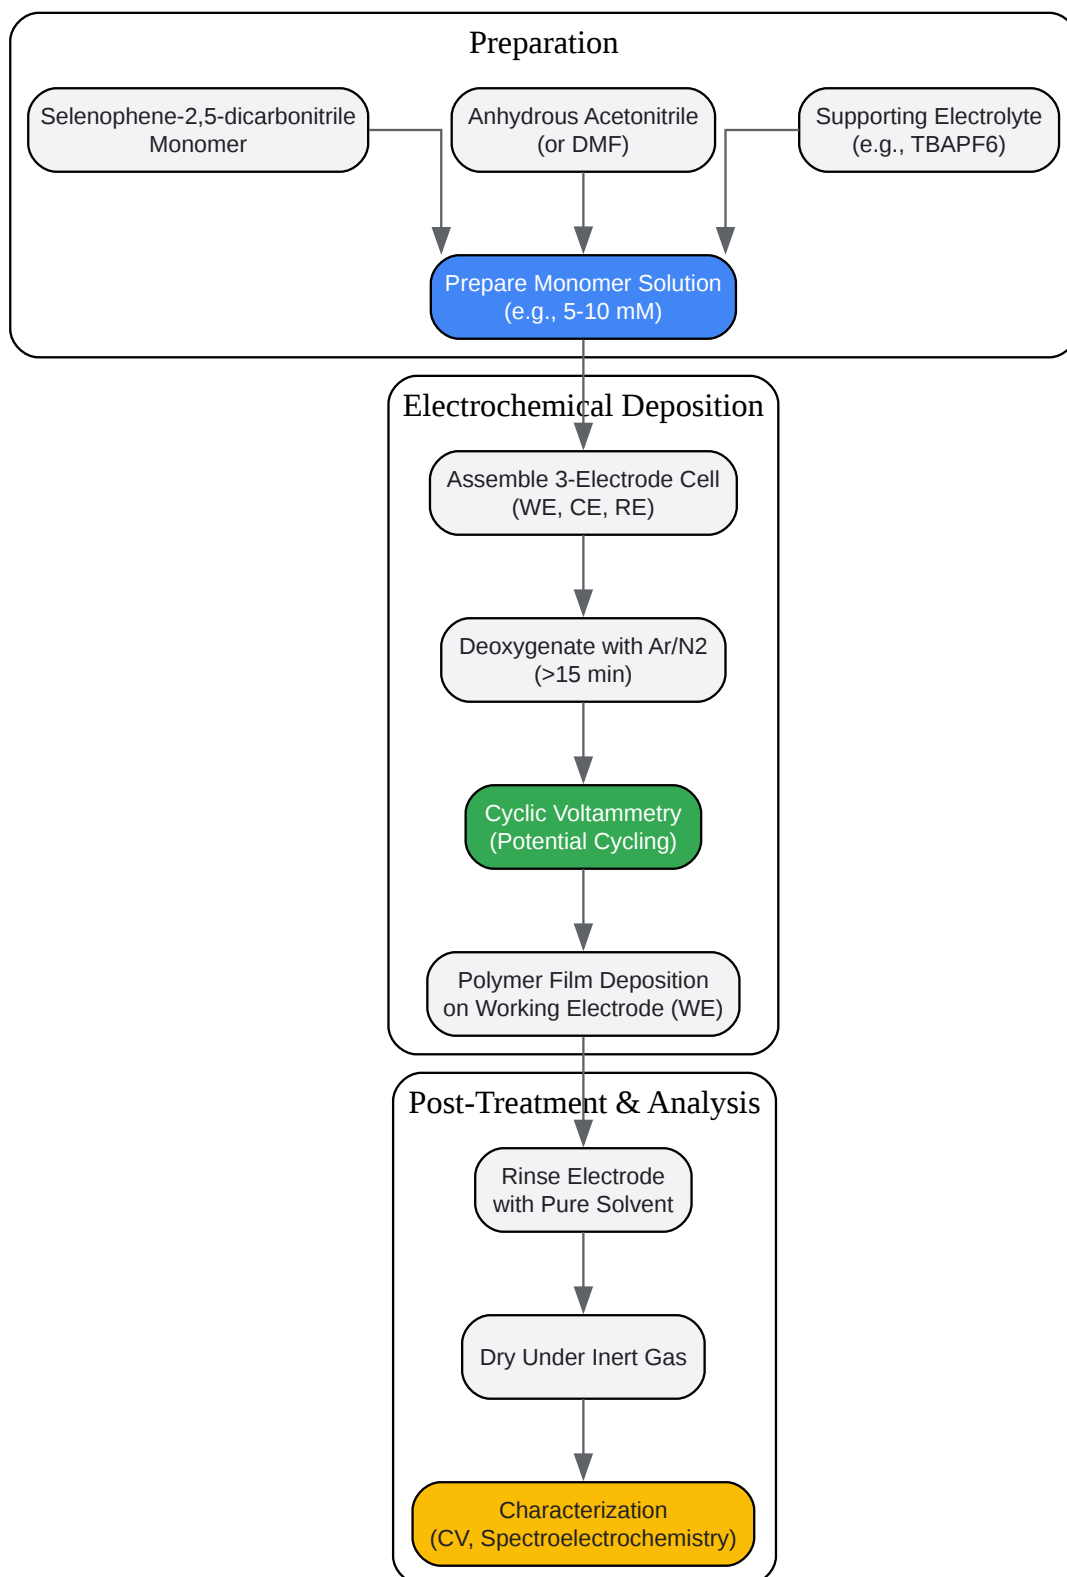 Preparation
Selenophene-2,5-dicarbonitrile
Monomer
Anhydrous Acetonitrile
(or DMF)
Supporting Electrolyte
(e.g., TBAPF6)
Prepare Monomer Solution
(e.g., 5-10 mM)
Electrochemical Deposition
Assemble 3-Electrode Cell
(WE, CE, RE)
Deoxygenate with Ar/N2
(>15 min)
Cyclic Voltammetry
(Potential Cycling)
Polymer Film Deposition
on Working Electrode (WE)
Post-Treatment & Analysis
Rinse Electrode
with Pure Solvent
Dry Under Inert Gas
Characterization
(CV, Spectroelectrochemistry)